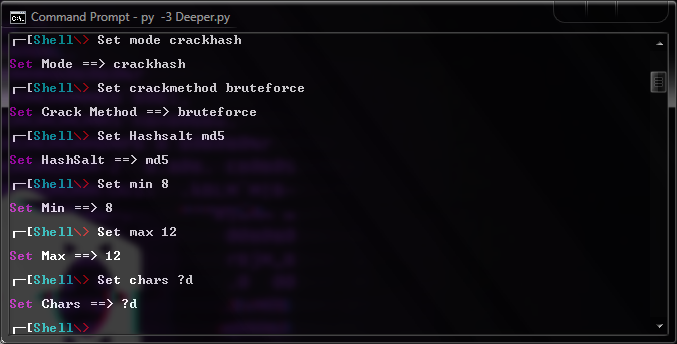 Command Prompt - py -3 Deeper.py
┌─[Shell\> Set mode crackhash
Set Mode ==> crackhash
┌─[Shell\> Set crackmethod bruteforce
Set Crack Method ==> bruteforce
┌─[Shell\> Set Hashsalt md5
Set HashSalt ==> md5
┌─[Shell\> Set min 8
Set Min ==> 8
┌─[Shell\> Set max 12
Set Max ==> 12
┌─[Shell\> Set chars ?d
Set Chars ==> ?d
┌─[Shell\>